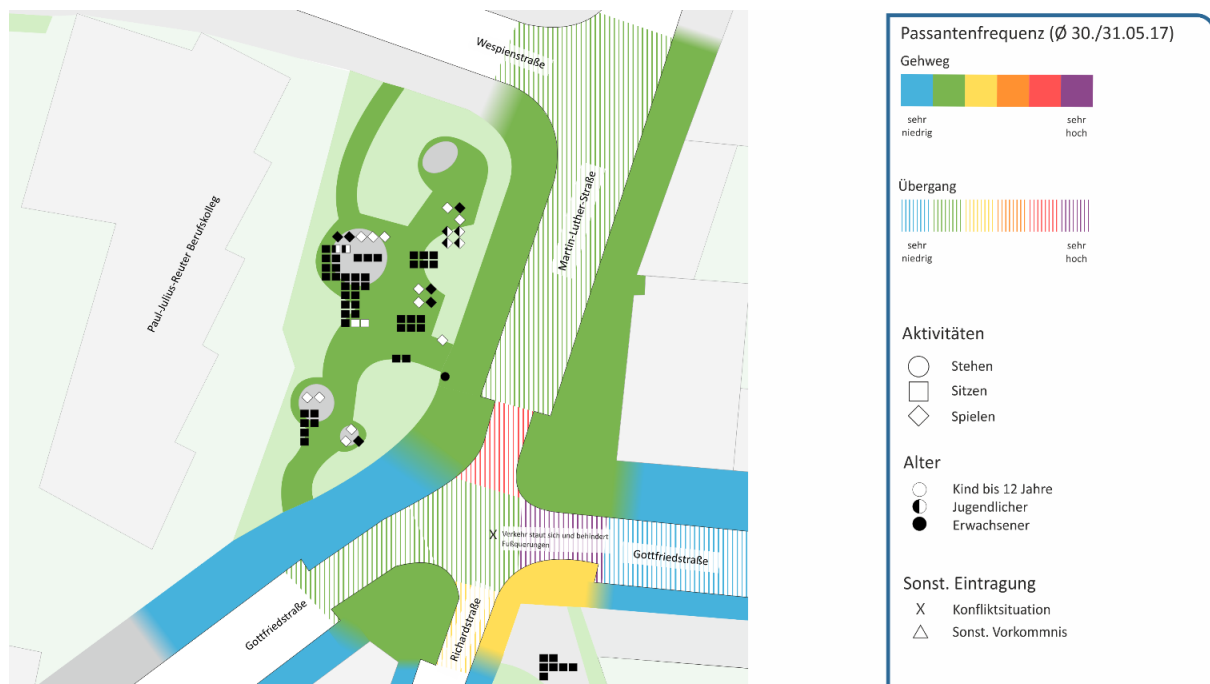 Wespienstraße
Martin-Luther-Straße
Paul-Julius-Reuter Berufskolleg
X Verkehr staut sich und behindert
Fußquerungen
Gottfriedstraße
Gottfriedstraße
Richardstraße
Passantenfrequenz (Ø 30./31.05.17)
Gehweg
sehr niedrig
sehr hoch
Übergang
sehr niedrig
sehr hoch
Aktivitäten
Stehen
Sitzen
Spielen
Alter
Kind bis 12 Jahre
Jugendlicher
Erwachsener
Sonst. Eintragung
X Konfliktsituation
Sonst. Vorkommnis